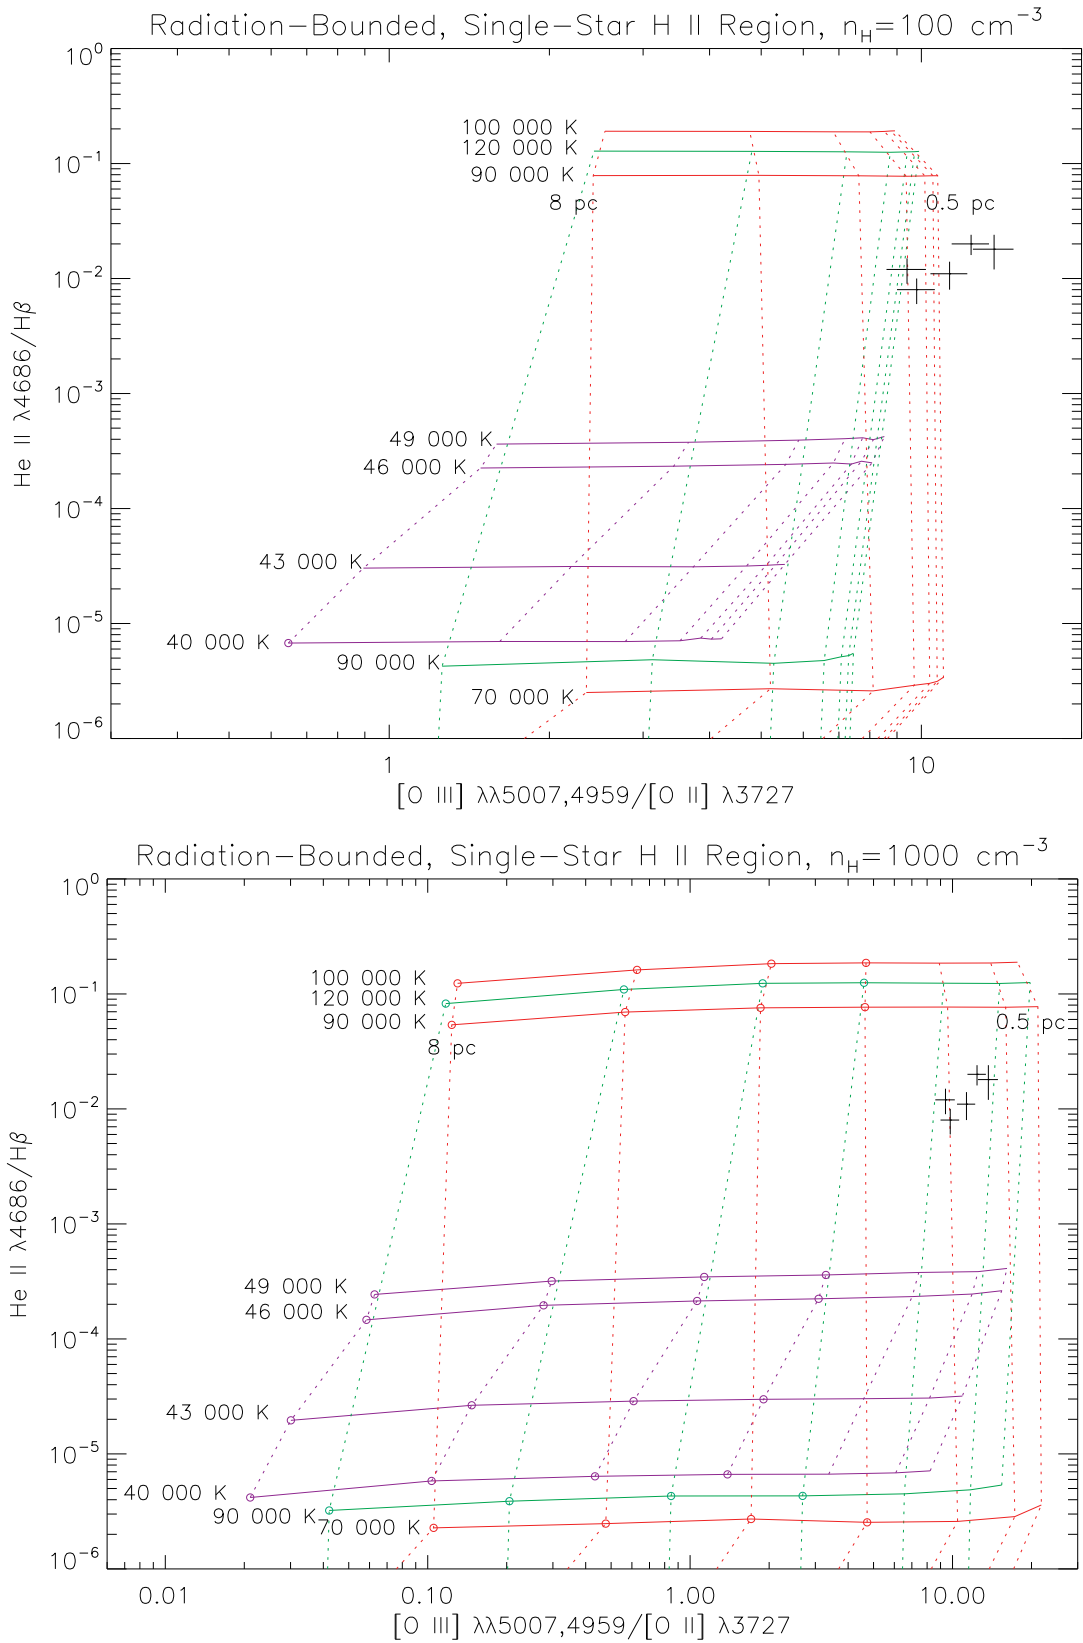 Radiation−Bounded, Single−Star H II Region, n_H=100 cm^−3
10^0
100 000 K
120 000 K
10^−1
90 000 K
8 pc
0.5 pc
10^−2
He II λ4686/Hβ
10^−3
49 000 K
46 000 K
10^−4
43 000 K
10^−5
40 000 K
90 000 K
70 000 K
10^−6
1
10
[O III] λλ5007,4959/[O II] λ3727
Radiation−Bounded, Single−Star H II Region, n_H=1000 cm^−3
10^0
100 000 K
10^−1
120 000 K
90 000 K
0.5 pc
8 pc
10^−2
He II λ4686/Hβ
10^−3
49 000 K
46 000 K
10^−4
43 000 K
10^−5
40 000 K
90 000 K
70 000 K
10^−6
0.01
0.10
1.00
10.00
[O III] λλ5007,4959/[O II] λ3727